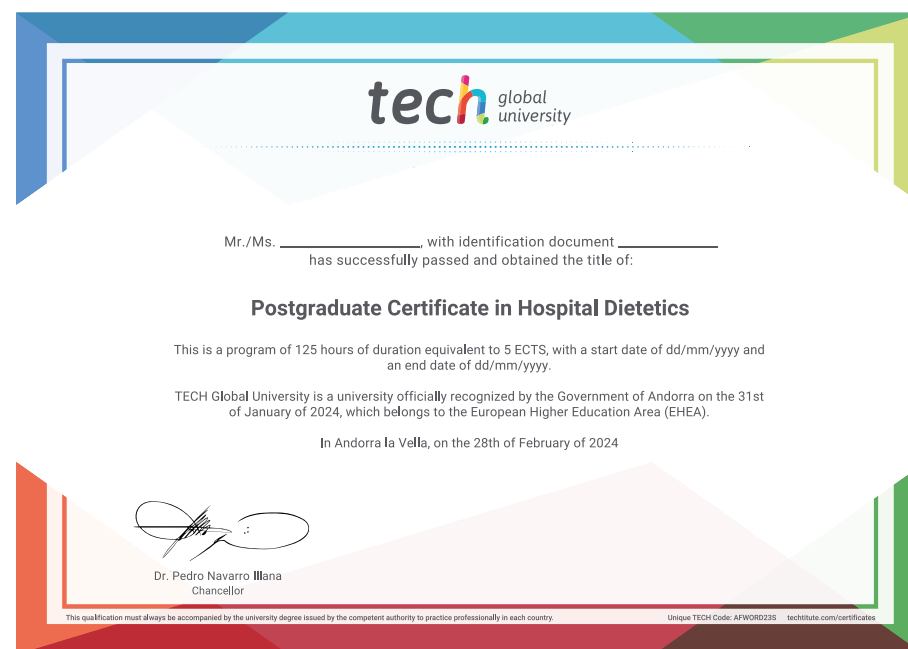 tech global
university
Mr./Ms. ____________________, with identification document ______________
has successfully passed and obtained the title of:
Postgraduate Certificate in Hospital Dietetics
This is a program of 125 hours of duration equivalent to 5 ECTS, with a start date of dd/mm/yyyy and
an end date of dd/mm/yyyy.
TECH Global University is a university officially recognized by the Government of Andorra on the 31st
of January of 2024, which belongs to the European Higher Education Area (EHEA).
In Andorra la Vella, on the 28th of February of 2024
Dr. Pedro Navarro Illana
Chancellor
This qualification must always be accompanied by the university degree issued by the competent authority to practice professionally in each country.
Unique TECH Code: AFWORD23S techtitute.com/certificates